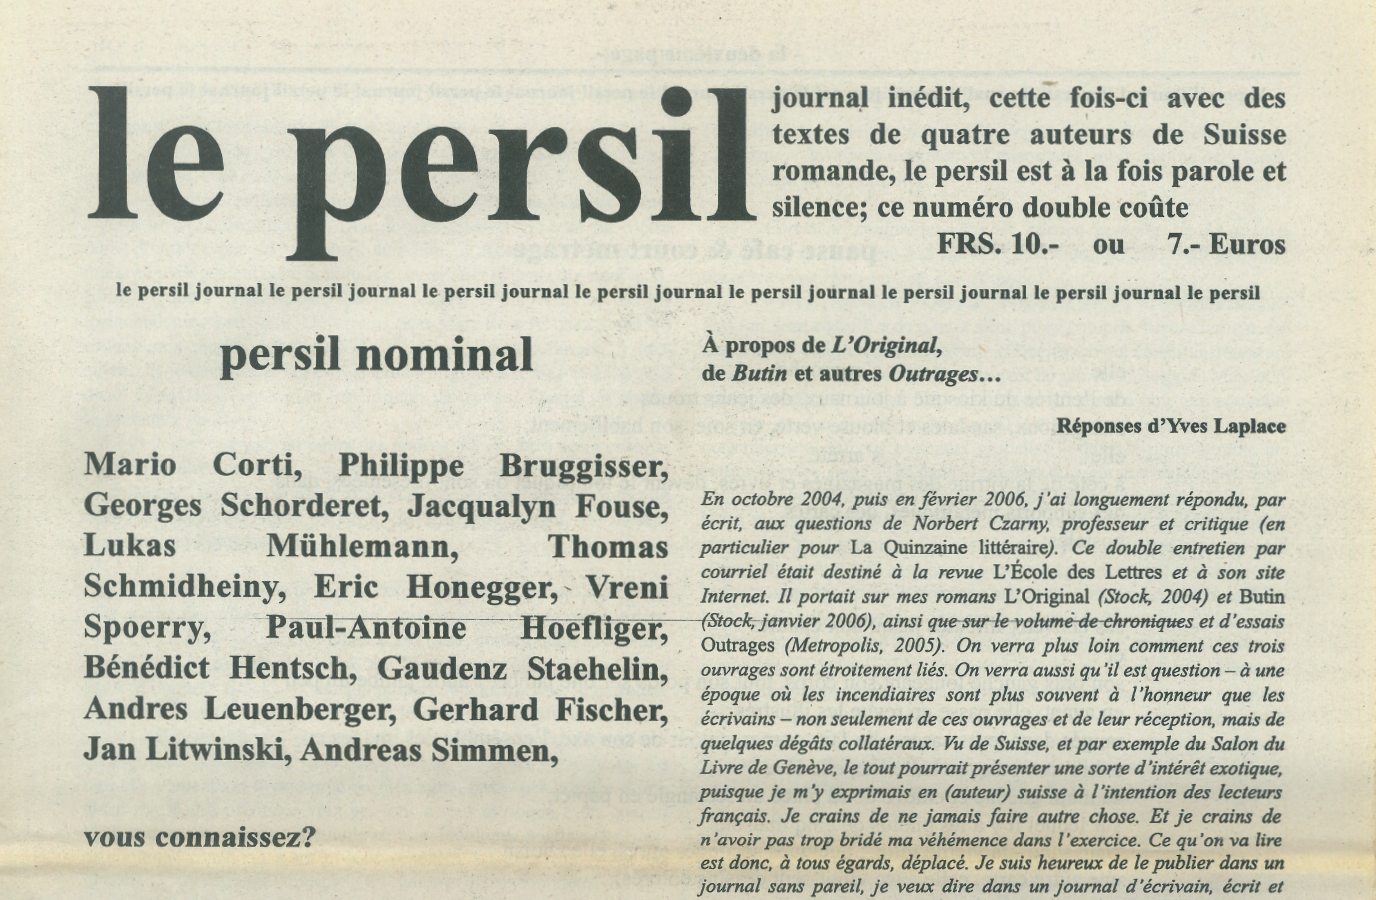 le persil
journal inédit, cette fois-ci avec des
textes de quatre auteurs de Suisse
romande, le persil est à la fois parole et
silence; ce numéro double coûte
FRS. 10.- ou 7.- Euros
le persil journal le persil journal le persil journal le persil journal le persil journal le persil journal le persil journal le persil
persil nominal
Mario Corti, Philippe Bruggisser,
Georges Schorderet, Jacqualyn Fouse,
Lukas Mühlemann, Thomas
Schmidheiny, Eric Honegger, Vreni
Spoerry, Paul-Antoine Hoefliger,
Bénédict Hentsch, Gaudenz Staehelin,
Andres Leuenberger, Gerhard Fischer,
Jan Litwinski, Andreas Simmen,
vous connaissez?
À propos de L'Original,
de Butin et autres Outrages…
Réponses d'Yves Laplace
En octobre 2004, puis en février 2006, j'ai longuement répondu, par
écrit, aux questions de Norbert Czarny, professeur et critique (en
particulier pour La Quinzaine littéraire). Ce double entretien par
courriel était destiné à la revue L'École des Lettres et à son site
Internet. Il portait sur mes romans L'Original (Stock, 2004) et Butin
(Stock, janvier 2006), ainsi que sur le volume de chroniques et d'essais
Outrages (Metropolis, 2005). On verra plus loin comment ces trois
ouvrages sont étroitement liés. On verra aussi qu'il est question – à une
époque où les incendiaires sont plus souvent à l'honneur que les
écrivains – non seulement de ces ouvrages et de leur réception, mais de
quelques dégâts collatéraux. Vu de Suisse, et par exemple du Salon du
Livre de Genève, le tout pourrait présenter une sorte d'intérêt exotique,
puisque je m'y exprimais en (auteur) suisse à l'intention des lecteurs
français. Je crains de ne jamais faire autre chose. Et je crains de
n'avoir pas trop bridé ma véhémence dans l'exercice. Ce qu'on va lire
est donc, à tous égards, déplacé. Je suis heureux de le publier dans un
journal sans pareil, je veux dire dans un journal d'écrivain, écrit et